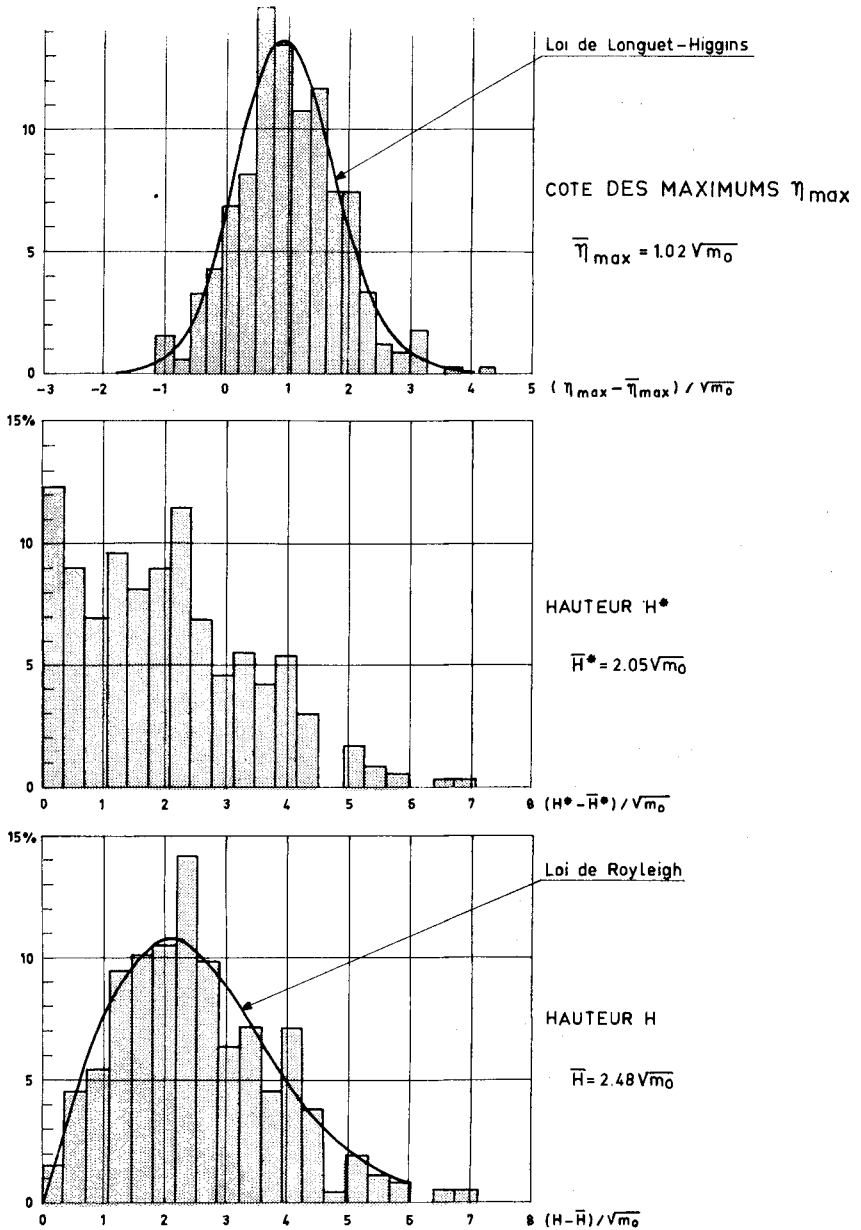 Loi de Longuet-Higgins
10
COTE DES MAXIMUMS η max
5
η̅ max = 1.02 √m₀
0
-3 -2 -1 0 1 2 3 4 5 (η max - η̅ max) / √m₀
15%
10
HAUTEUR H*
H̅* = 2.05 √m₀
5
0
0 1 2 3 4 5 6 7 8 (H* - H̅*) / √m₀
15%
Loi de Royleigh
10
HAUTEUR H
5
H̅ = 2.48 √m₀
0
0 1 2 3 4 5 6 7 8 (H - H̅) / √m₀